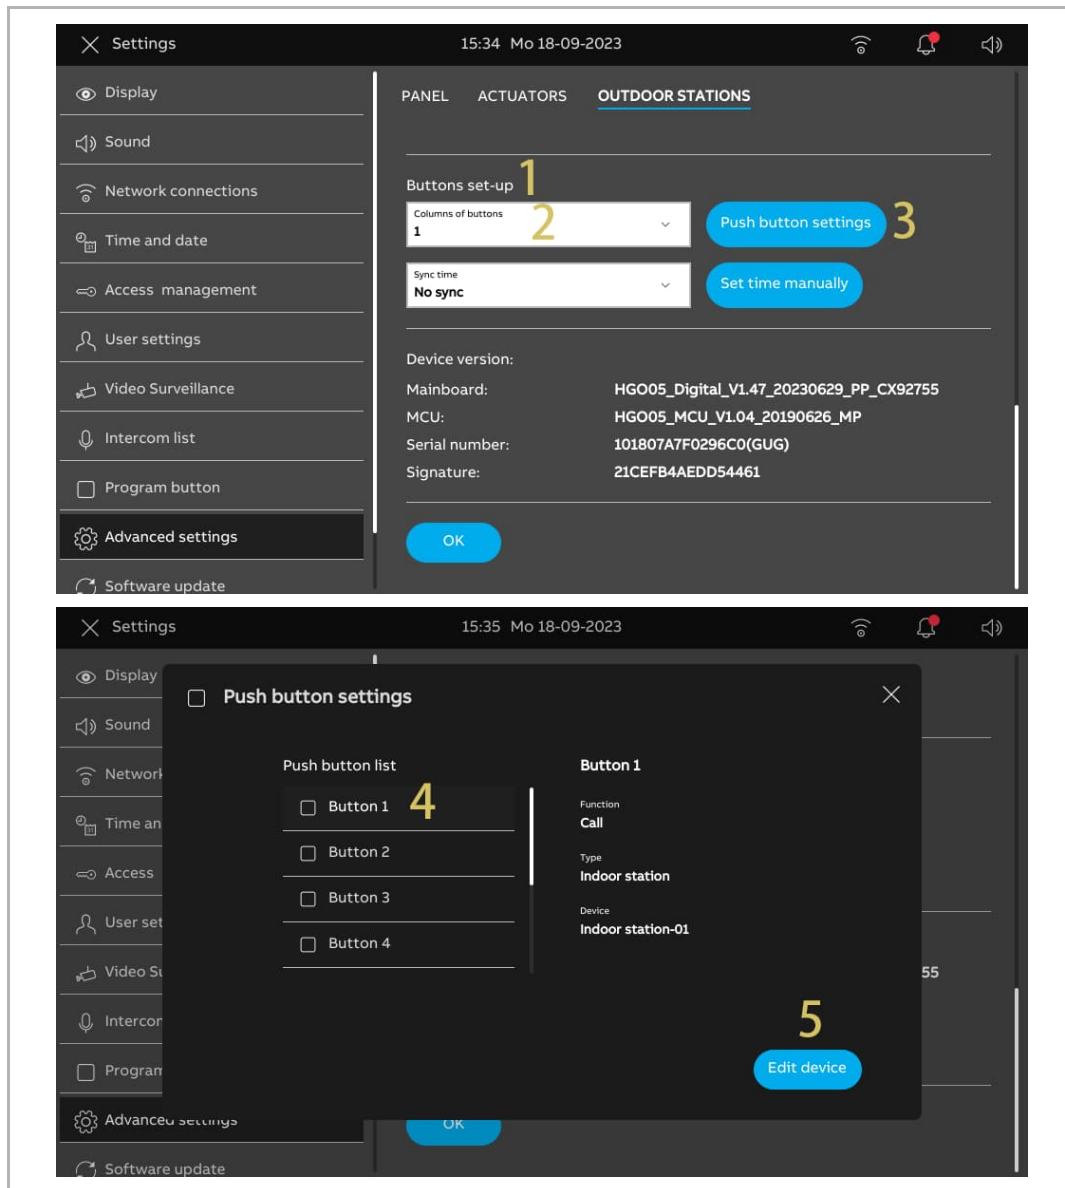 Settings 15:34 Mo 18-09-2023
Display
Sound
Network connections
Time and date
Access management
User settings
Video Surveillance
Intercom list
Program button
Advanced settings
Software update
PANEL ACTUATORS OUTDOOR STATIONS
Buttons set-up 1
Columns of buttons 2
1
Push button settings 3
Sync time
No sync
Set time manually
Device version:
Mainboard: HGO05_Digital_V1.47_20230629_PP_CX92755
MCU: HGO05_MCU_V1.04_20190626_MP
Serial number: 101807A7F0296C0(GUG)
Signature: 21CEFB4AEDD54461
OK
Settings 15:35 Mo 18-09-2023
Display
Sound
Network
Time an
Access
User set
Video Su
Intercom
Program
Advanced settings
Software update
Push button settings
Push button list
Button 1 4
Button 2
Button 3
Button 4
Button 1
Function
Call
Type
Indoor station
Device
Indoor station-01
5
Edit device
55
OK